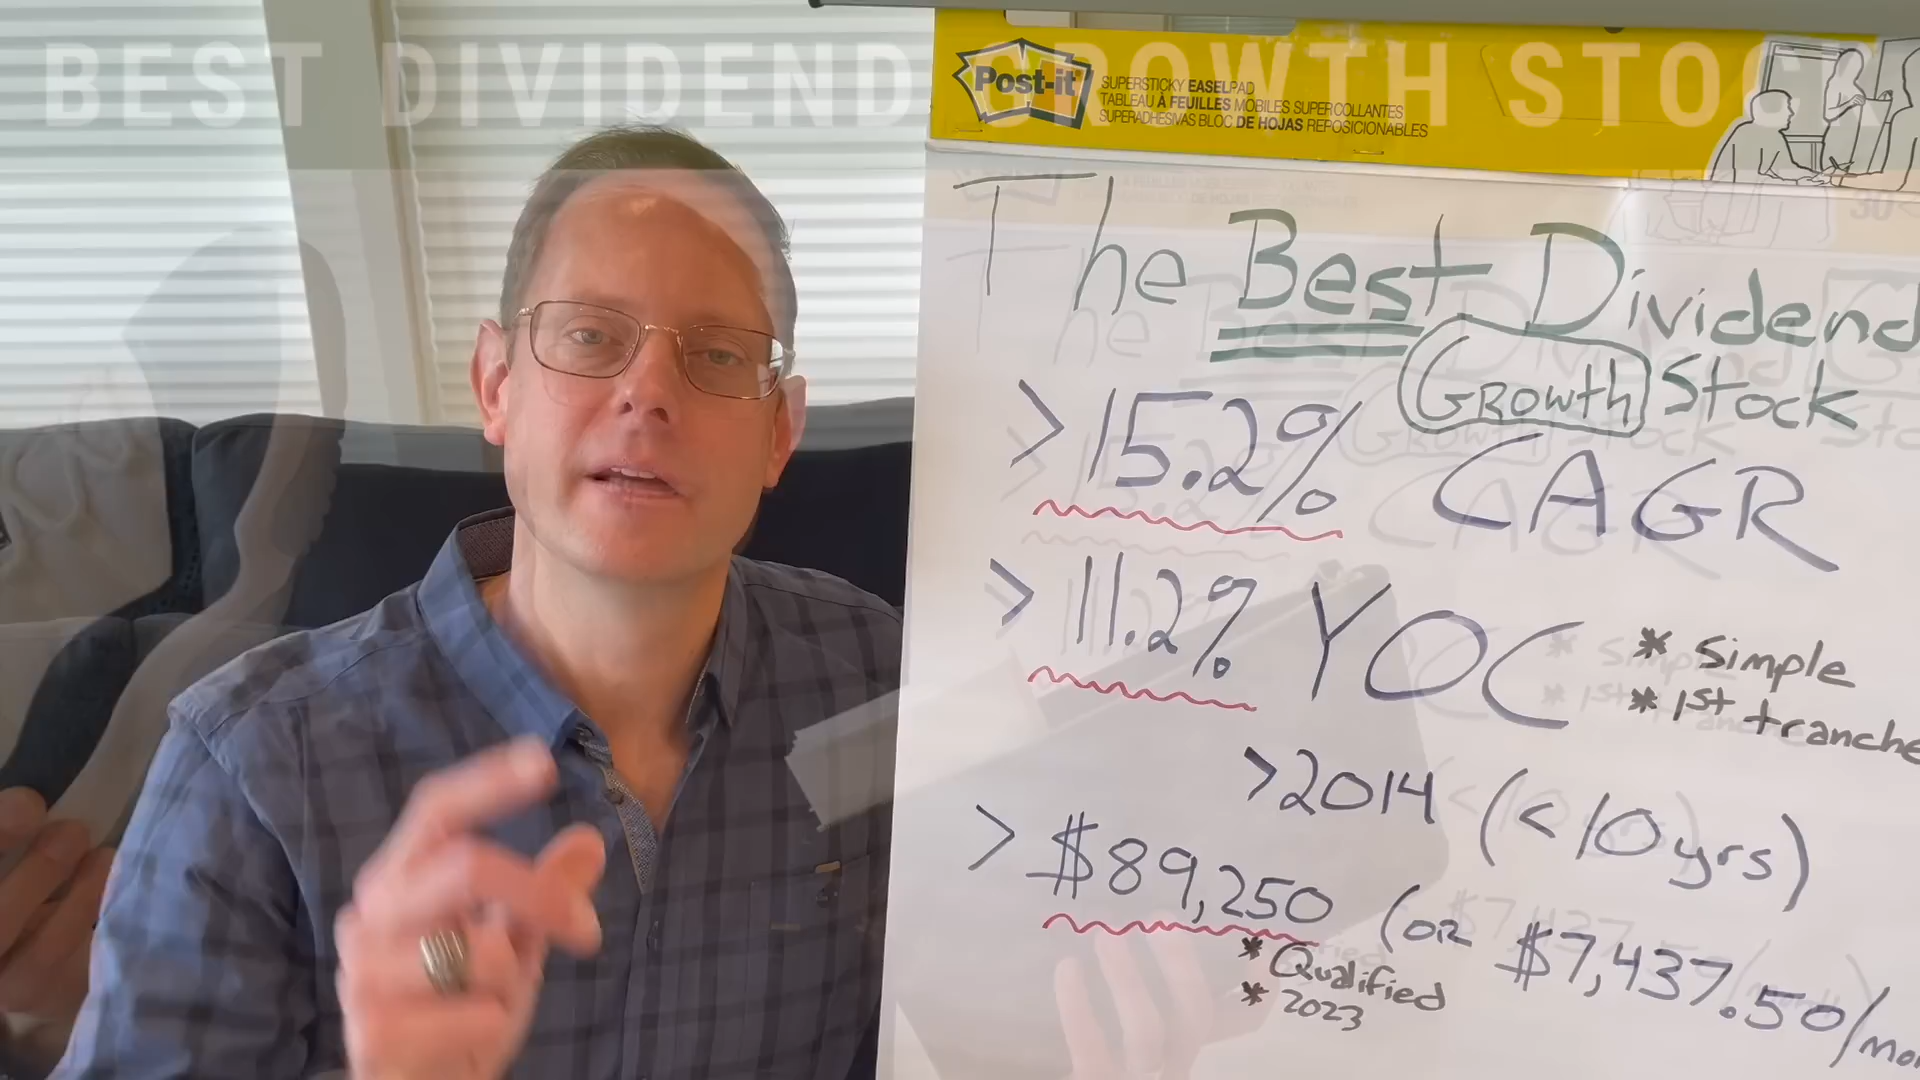 BEST DIVIDEND GROWTH STOCK
Post-it
SUPERSTICKY EASELPAD
TABLEAU À FEUILLES MOBILES SUPERCOLLANTES
SUPERADHESIVAS BLOC DE HOJAS REPOSICIONABLES
The Best Dividend
GROWTH Stock
> 15.2% CAGR
> 11.2% YOC
* Simple
* 1st tranche
> 2014 (< 10 yrs)
> $89,250 (OR $7,437.50/mo
* Qualified
* 2023